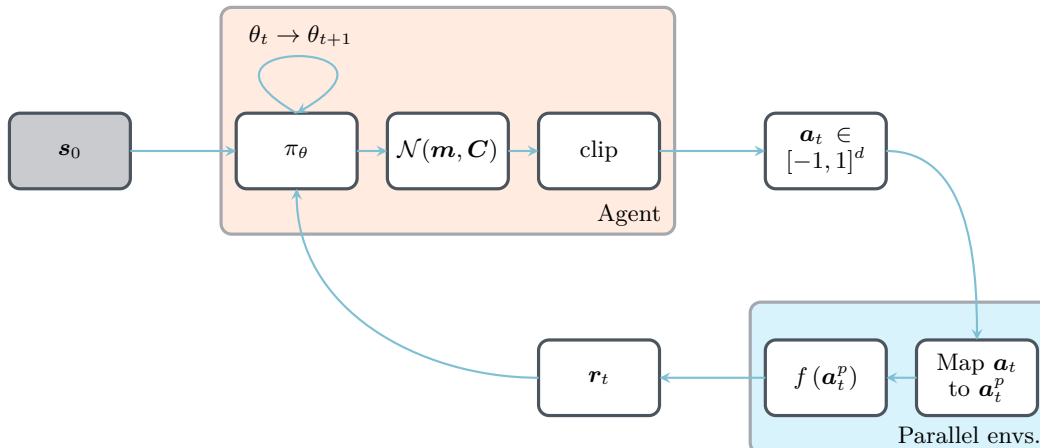 θ_t → θ_{t+1}
s_0
π_θ
𝒩(m, C)
clip
a_t ∈
[−1, 1]^d
Agent
r_t
f (a_t^p)
Map a_t
to a_t^p
Parallel envs.